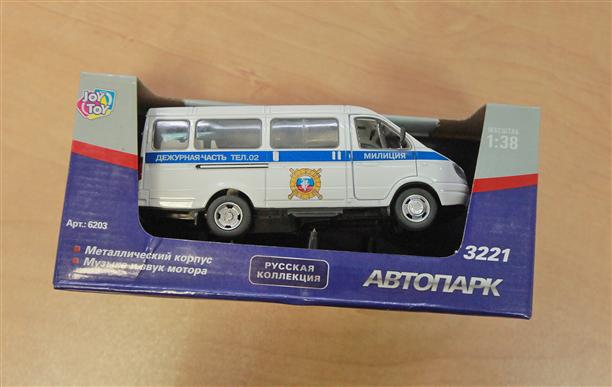 JOY
TOY
МАСШТАБ
1:38
ДЕЖУРНАЯ ЧАСТЬ ТЕЛ.02
МИЛИЦИЯ
Арт.: 6203
Металлический корпус
Музыка и звук мотора
РУССКАЯ
КОЛЛЕКЦИЯ
3221
АВТОПАРК